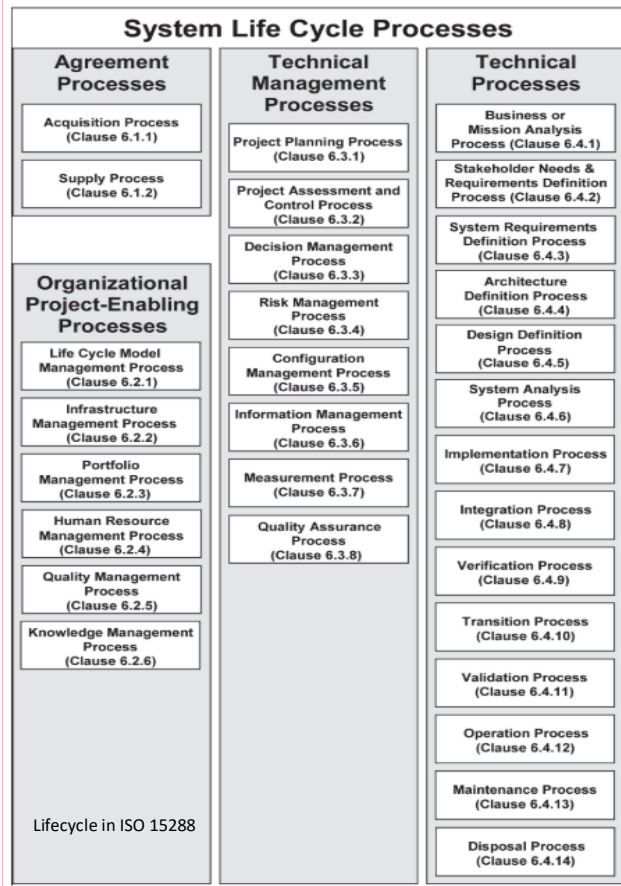 System Life Cycle Processes
Agreement
Processes
Acquisition Process
(Clause 6.1.1)
Supply Process
(Clause 6.1.2)
Organizational
Project-Enabling
Processes
Life Cycle Model
Management Process
(Clause 6.2.1)
Infrastructure
Management Process
(Clause 6.2.2)
Portfolio
Management Process
(Clause 6.2.3)
Human Resource
Management Process
(Clause 6.2.4)
Quality Management
Process
(Clause 6.2.5)
Knowledge Management
Process
(Clause 6.2.6)
Lifecycle in ISO 15288
Technical
Management
Processes
Project Planning Process
(Clause 6.3.1)
Project Assessment and
Control Process
(Clause 6.3.2)
Decision Management
Process
(Clause 6.3.3)
Risk Management
Process
(Clause 6.3.4)
Configuration
Management Process
(Clause 6.3.5)
Information Management
Process
(Clause 6.3.6)
Measurement Process
(Clause 6.3.7)
Quality Assurance
Process
(Clause 6.3.8)
Technical
Processes
Business or
Mission Analysis
Process (Clause 6.4.1)
Stakeholder Needs &
Requirements Definition
Process (Clause 6.4.2)
System Requirements
Definition Process
(Clause 6.4.3)
Architecture
Definition Process
(Clause 6.4.4)
Design Definition
Process
(Clause 6.4.5)
System Analysis
Process
(Clause 6.4.6)
Implementation Process
(Clause 6.4.7)
Integration Process
(Clause 6.4.8)
Verification Process
(Clause 6.4.9)
Transition Process
(Clause 6.4.10)
Validation Process
(Clause 6.4.11)
Operation Process
(Clause 6.4.12)
Maintenance Process
(Clause 6.4.13)
Disposal Process
(Clause 6.4.14)